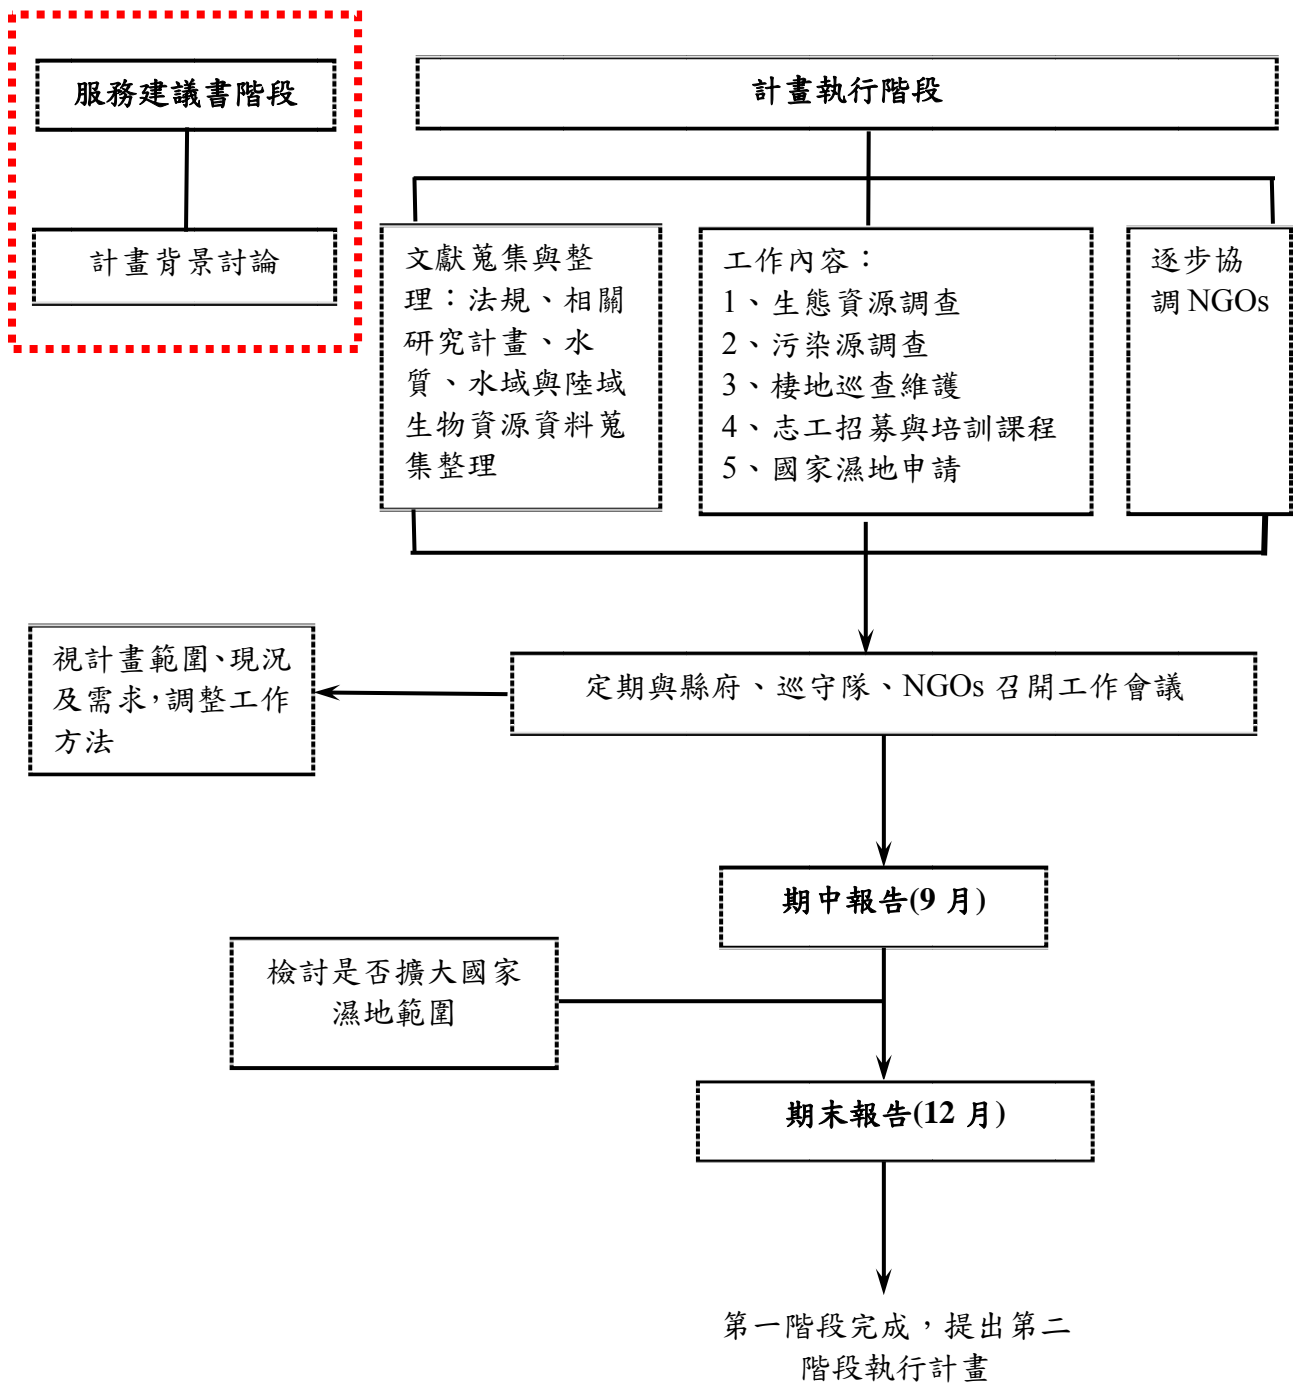 服務建議書階段
計畫背景討論
計畫執行階段
文獻蒐集與整
理：法規、相關
研究計畫、水
質、水域與陸域
生物資源資料蒐
集整理
工作內容：
1、生態資源調查
2、污染源調查
3、棲地巡查維護
4、志工招募與培訓課程
5、國家濕地申請
逐步協
調 NGOs
定期與縣府、巡守隊、NGOs 召開工作會議
視計畫範圍、現況
及需求，調整工作
方法
期中報告(9 月)
檢討是否擴大國家
濕地範圍
期末報告(12 月)
第一階段完成，提出第二
階段執行計畫